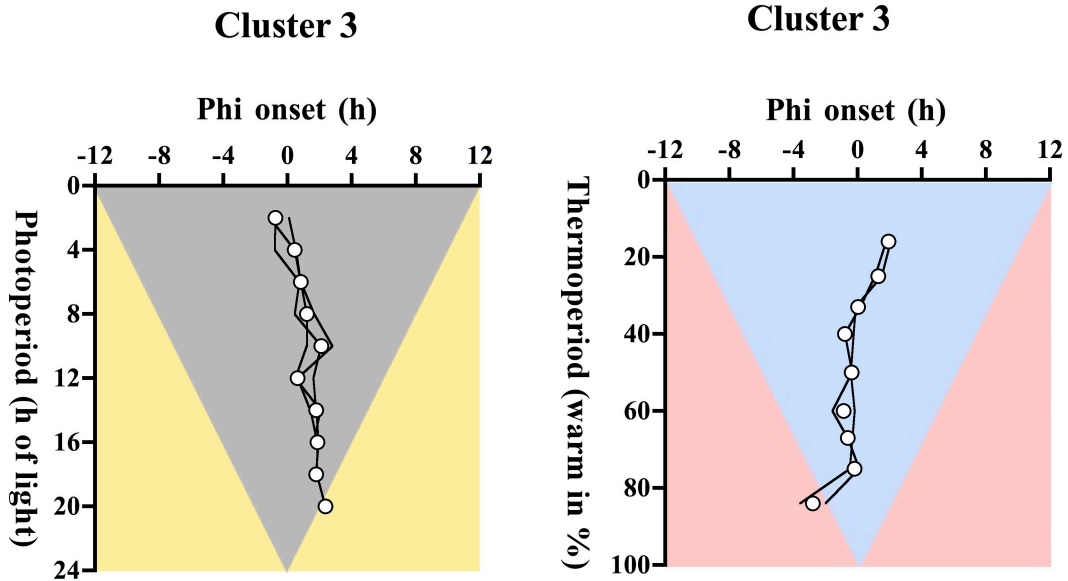 Cluster 3
Phi onset (h)
-12 -8 -4 0 4 8 12
0
4
8
12
16
20
24
Photoperiod (h of light)
Cluster 3
Phi onset (h)
-12 -8 -4 0 4 8 12
0
20
40
60
80
100
Thermoperiod (warm in %)